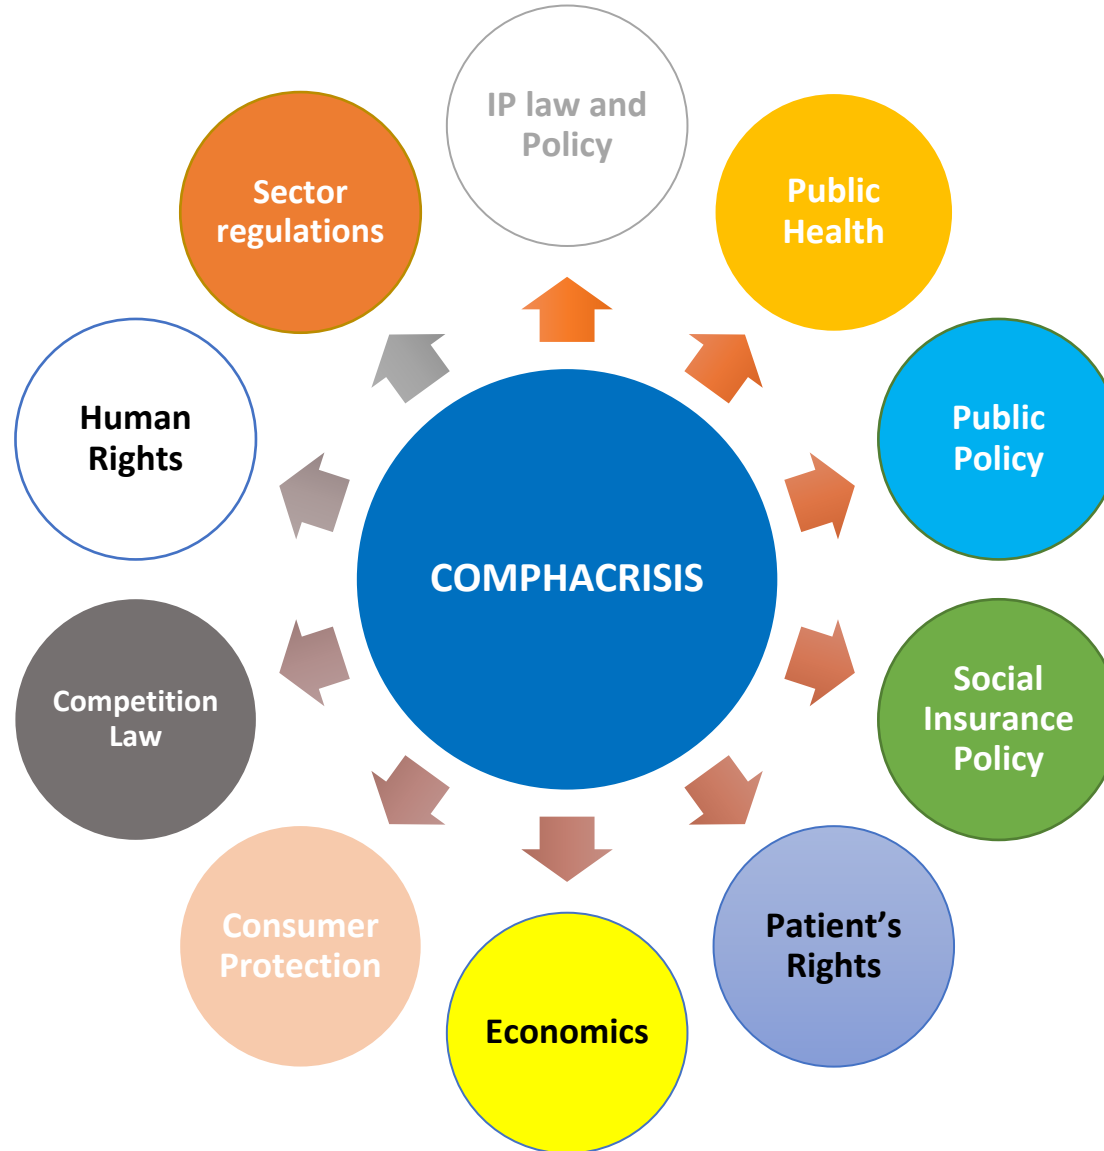 IP law and
Policy
Public
Health
Public
Policy
Social
Insurance
Policy
Patient’s
Rights
Economics
Consumer
Protection
Competition
Law
Human
Rights
Sector
regulations
COMPHACRISIS